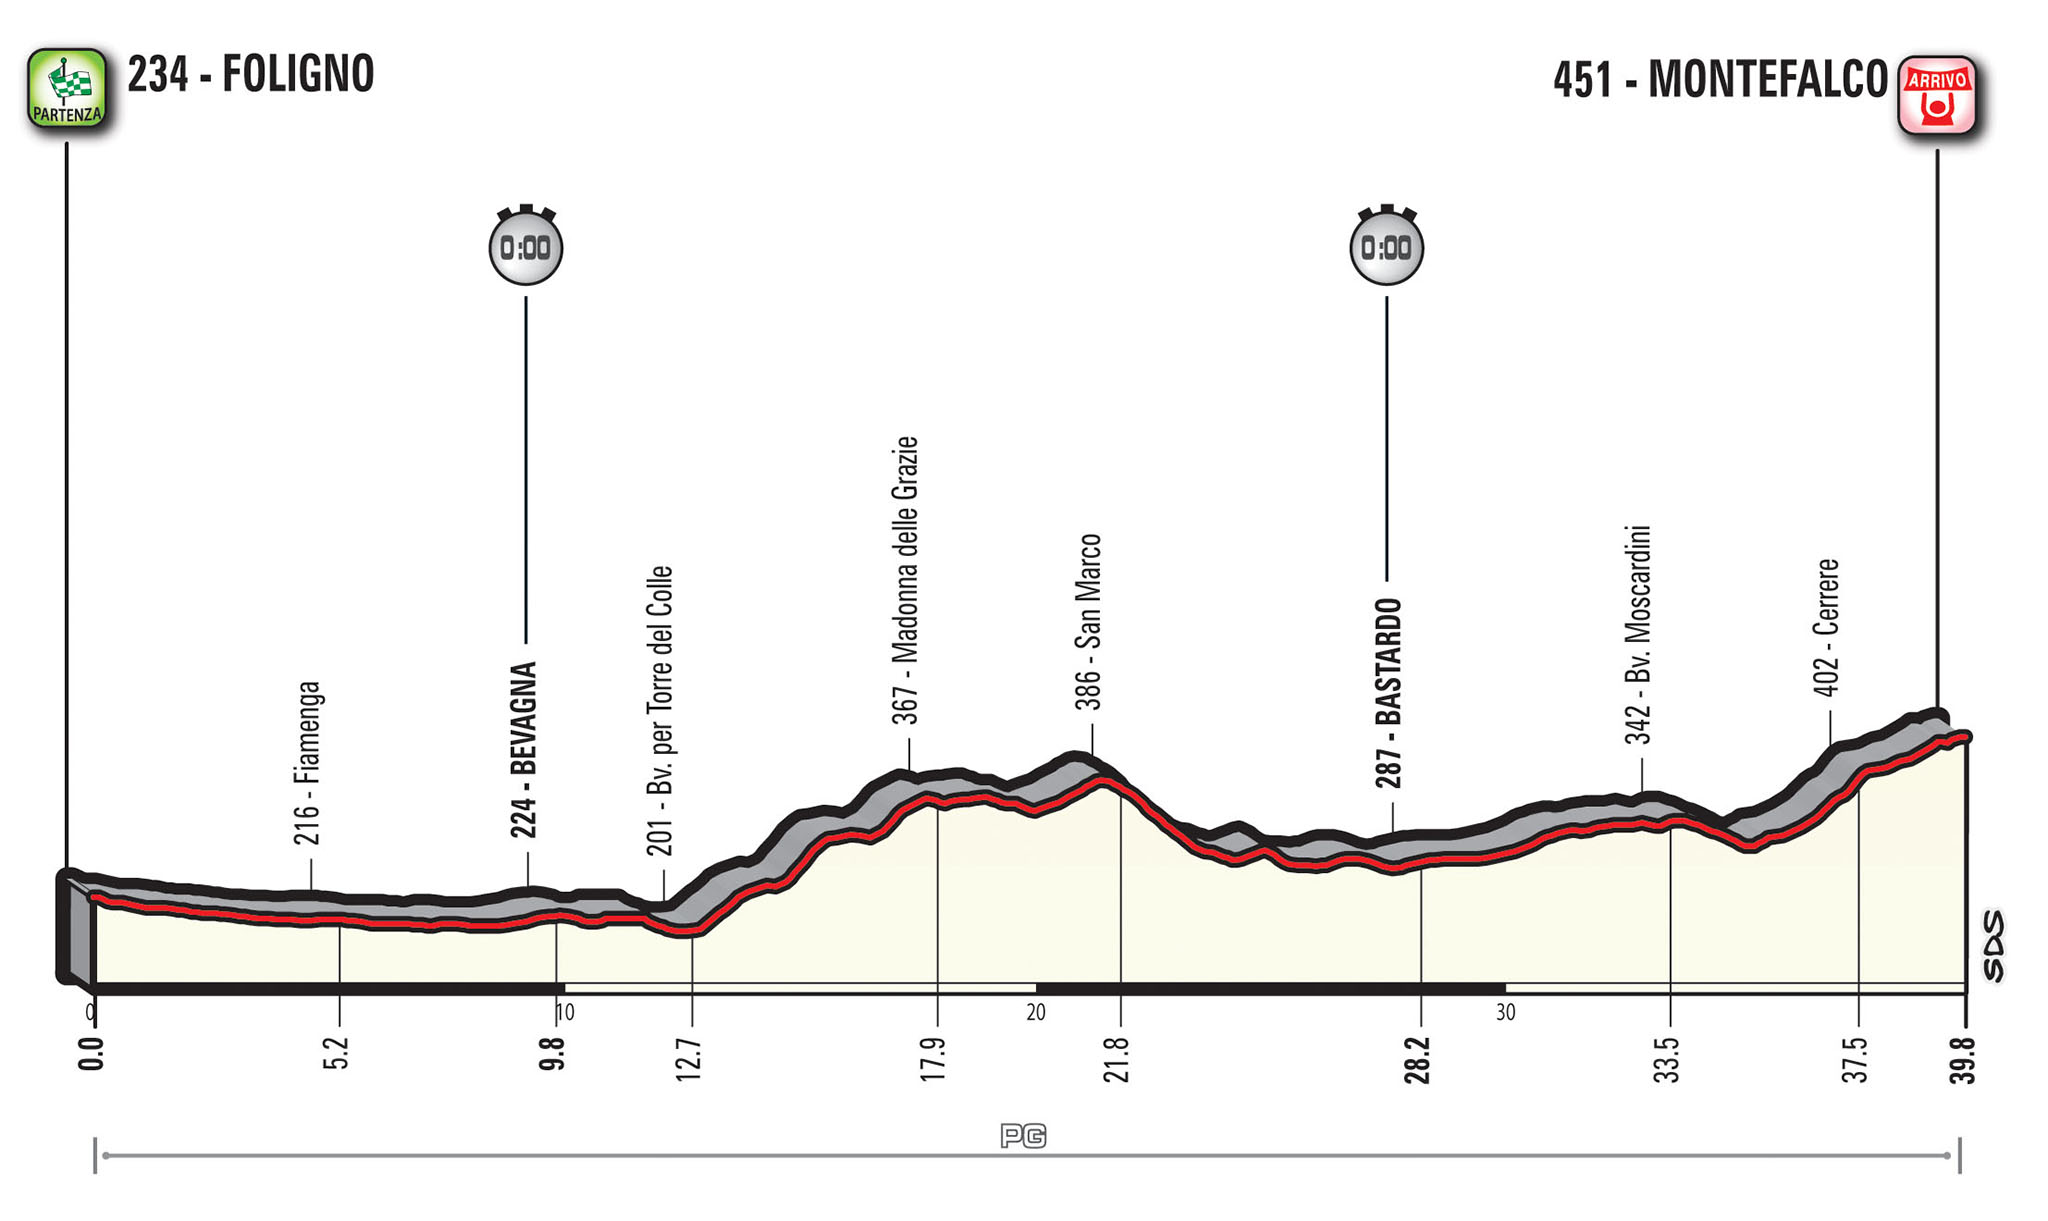 234 - FOLIGNO
PARTENZA
451 - MONTEFALCO
ARRIVO
0:00
0:00
216 - Fiamenga
224 - BEVAGNA
201 - Bv. per Torre del Colle
367 - Madonna delle Grazie
386 - San Marco
287 - BASTARDO
342 - Bv. Moscardini
402 - Cerrere
SDS
0
10
20
30
0.0
5.2
9.8
12.7
17.9
21.8
28.2
33.5
37.5
39.8
PG